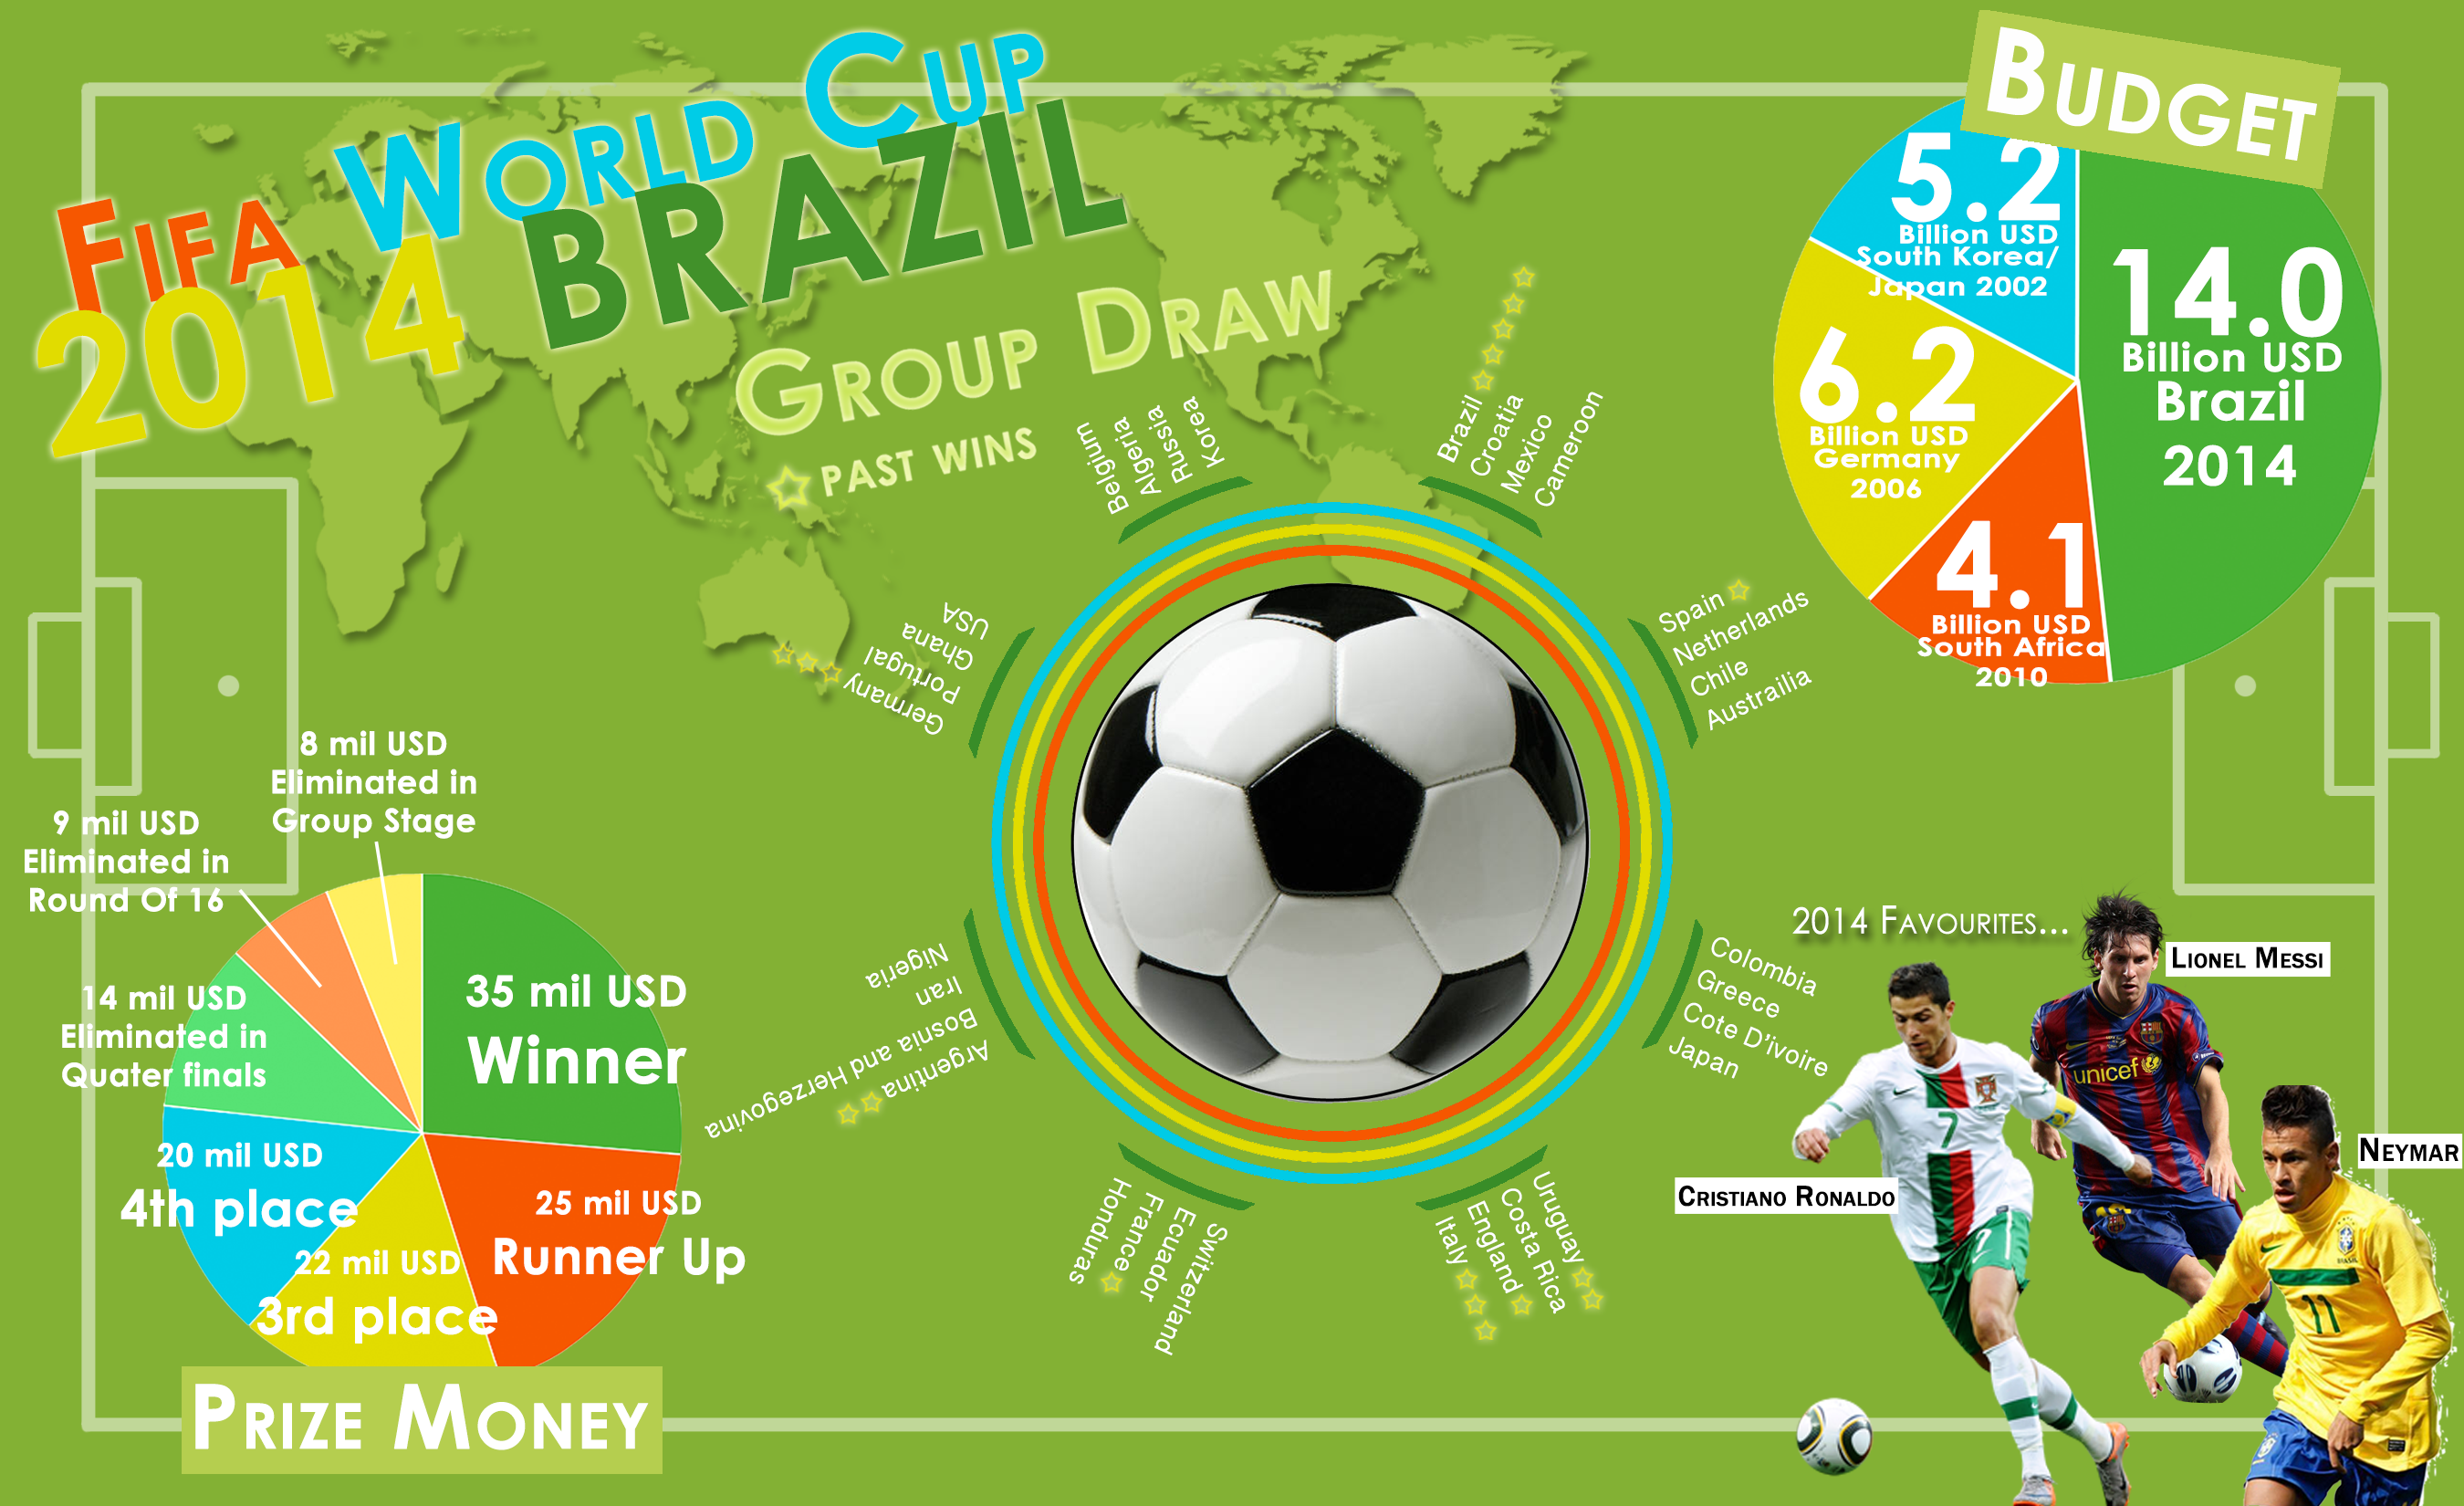 FIFA WORLD CUP
2014 BRAZIL
GROUP DRAW
PAST WINS
Belgium
Algeria
Russia
Korea
Brazil
Croatia
Mexico
Cameroon
Spain
Netherlands
Chile
Austrailia
Colombia
Greece
Cote D'ivoire
Japan
Uruguay
Costa Rica
England
Italy
Switzerland
Ecuador
France
Honduras
Argentina
Bosnia and Herzegovina
Iran
Nigeria
Germany
Portugal
Ghana
USA
BUDGET
5.2
Billion USD
South Korea/
Japan 2002
14.0
Billion USD
Brazil
2014
6.2
Billion USD
Germany
2006
4.1
Billion USD
South Africa
2010
8 mil USD
Eliminated in
Group Stage
9 mil USD
Eliminated in
Round Of 16
14 mil USD
Eliminated in
Quater finals
35 mil USD
Winner
20 mil USD
4th place
25 mil USD
Runner Up
22 mil USD
3rd place
PRIZE MONEY
2014 FAVOURITES...
LIONEL MESSI
CRISTIANO RONALDO
NEYMAR
unicef
7
7
11
BRASIL